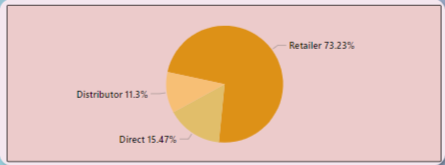 Retailer 73.23%
Distributor 11.3%
Direct 15.47%